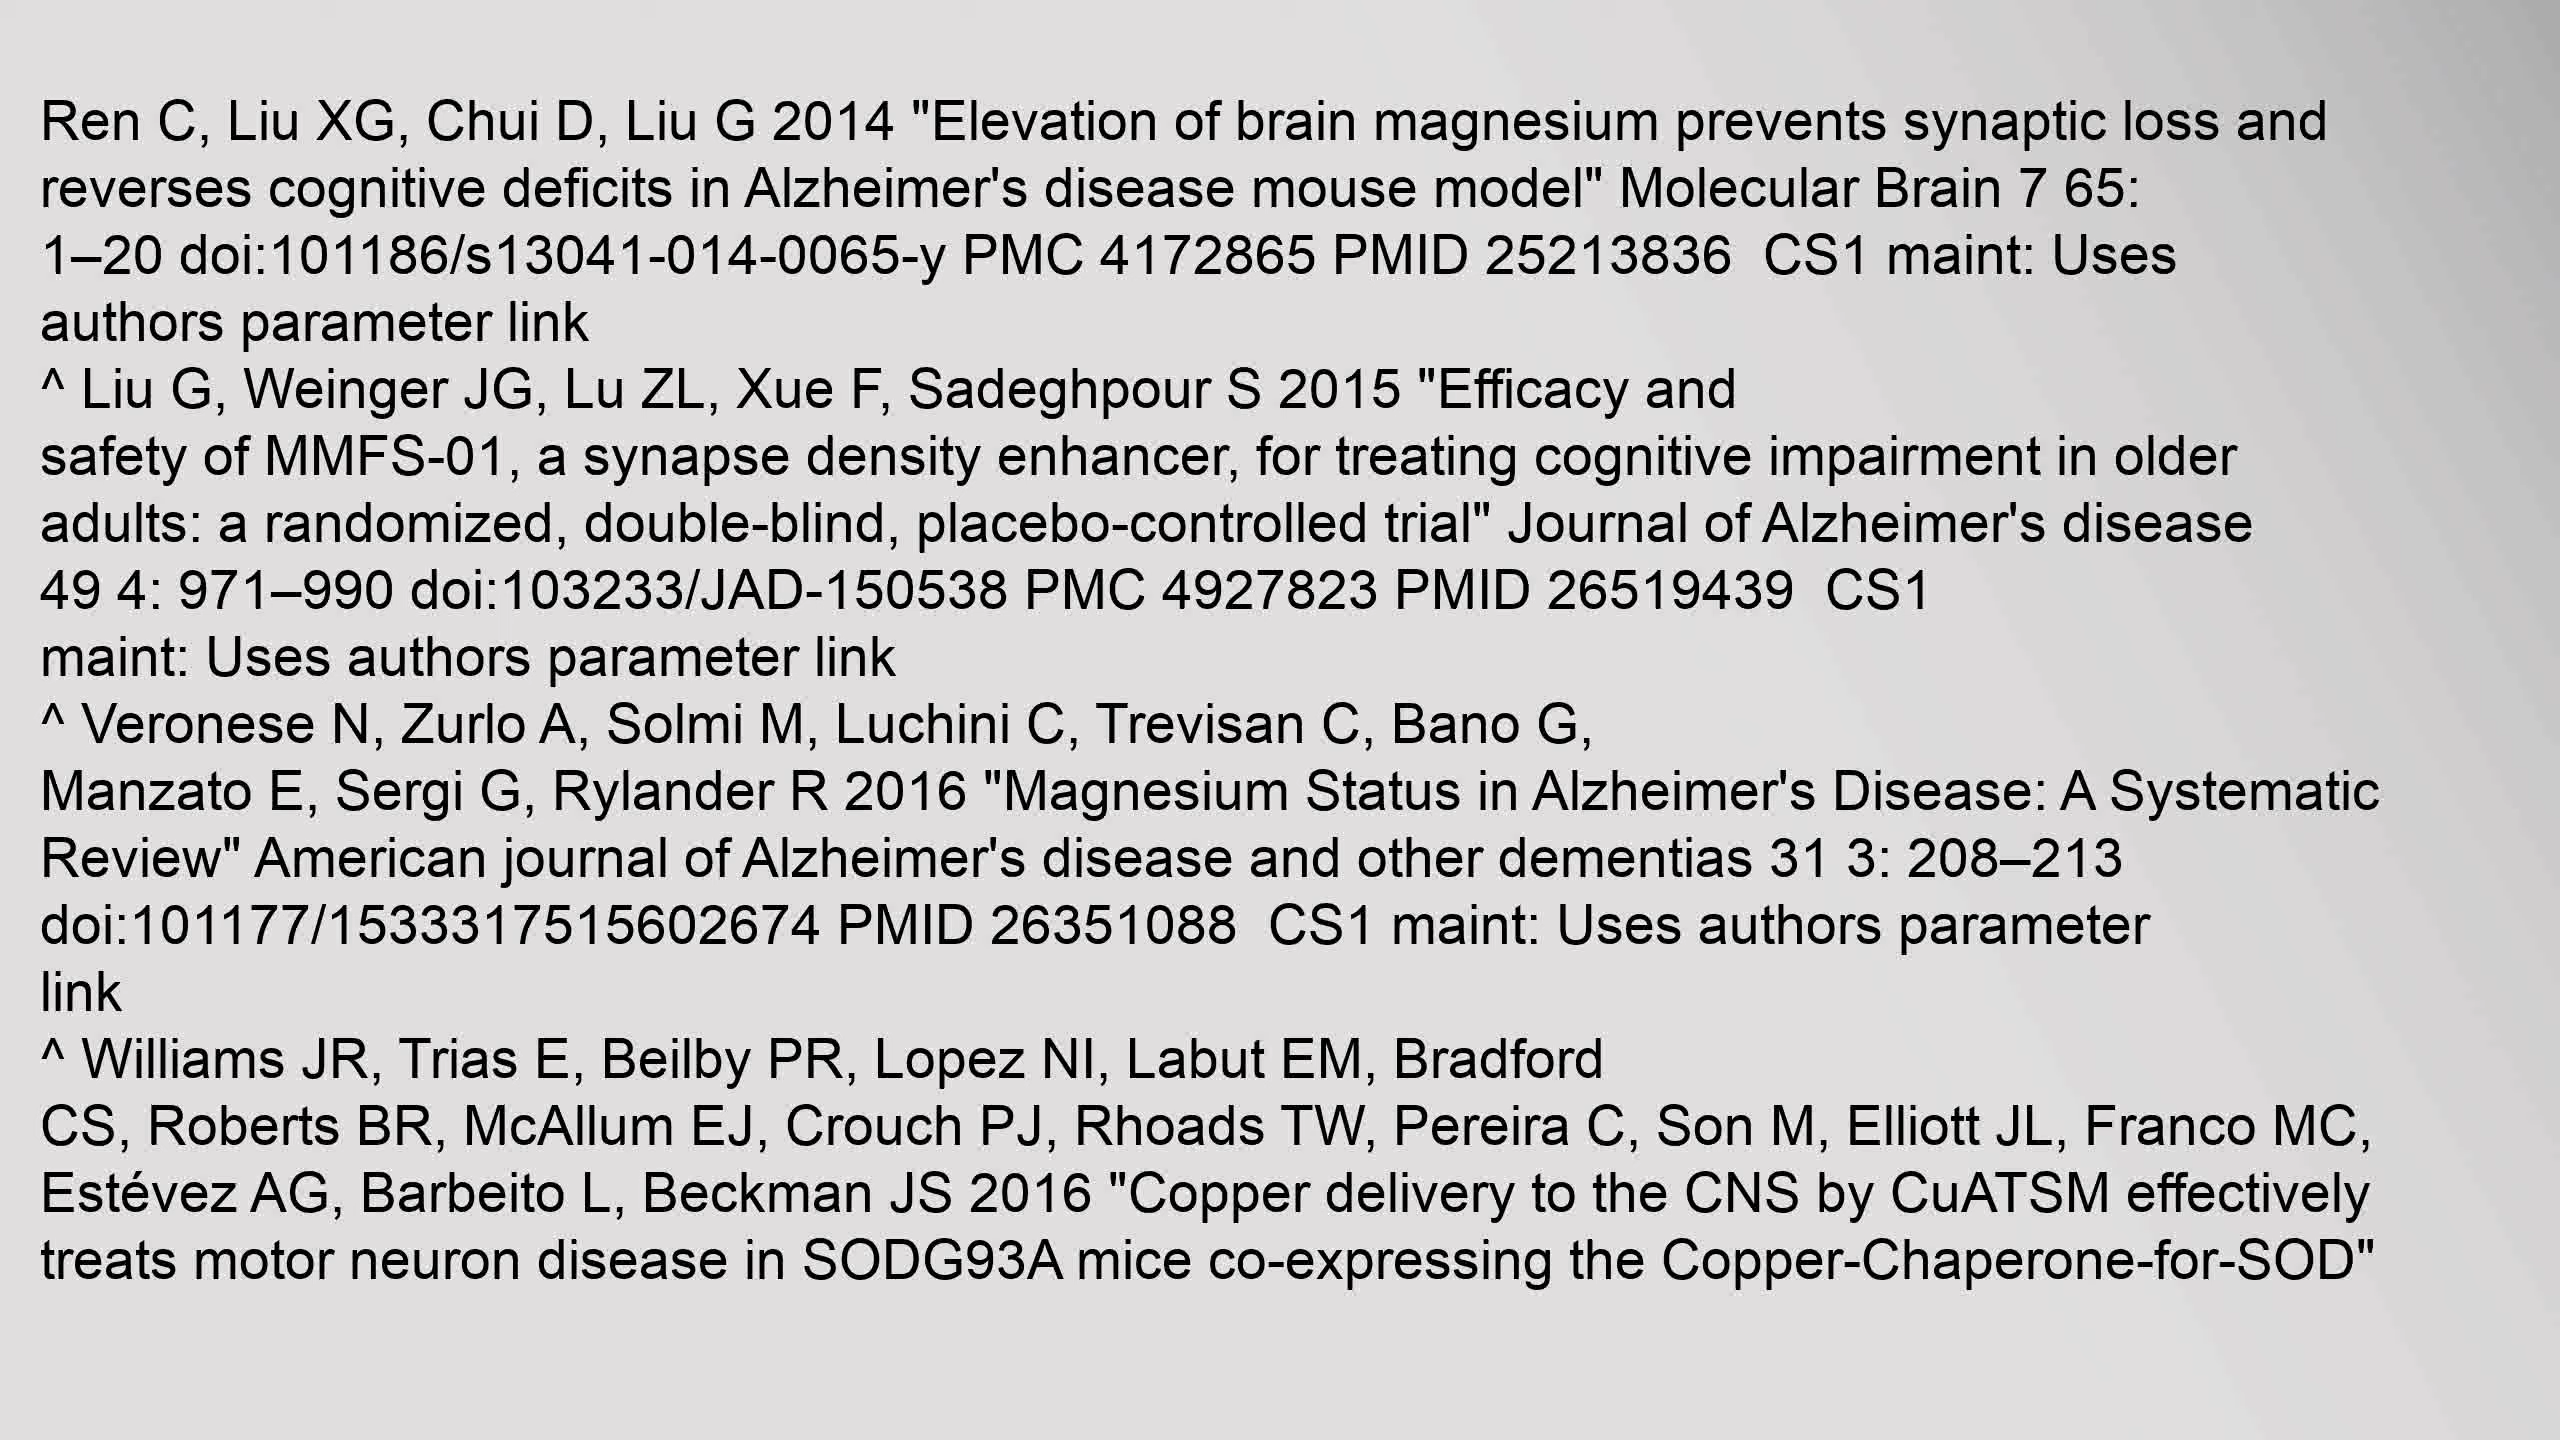 Ren C, Liu XG, Chui D, Liu G 2014 "Elevation of brain magnesium prevents synaptic loss and
reverses cognitive deficits in Alzheimer's disease mouse model" Molecular Brain 7 65:
1–20 doi:101186/s13041-014-0065-y PMC 4172865 PMID 25213836  CS1 maint: Uses
authors parameter link
^ Liu G, Weinger JG, Lu ZL, Xue F, Sadeghpour S 2015 "Efficacy and
safety of MMFS-01, a synapse density enhancer, for treating cognitive impairment in older
adults: a randomized, double-blind, placebo-controlled trial" Journal of Alzheimer's disease
49 4: 971–990 doi:103233/JAD-150538 PMC 4927823 PMID 26519439  CS1
maint: Uses authors parameter link
^ Veronese N, Zurlo A, Solmi M, Luchini C, Trevisan C, Bano G,
Manzato E, Sergi G, Rylander R 2016 "Magnesium Status in Alzheimer's Disease: A Systematic
Review" American journal of Alzheimer's disease and other dementias 31 3: 208–213
doi:101177/1533317515602674 PMID 26351088  CS1 maint: Uses authors parameter
link
^ Williams JR, Trias E, Beilby PR, Lopez NI, Labut EM, Bradford
CS, Roberts BR, McAllum EJ, Crouch PJ, Rhoads TW, Pereira C, Son M, Elliott JL, Franco MC,
Estévez AG, Barbeito L, Beckman JS 2016 "Copper delivery to the CNS by CuATSM effectively
treats motor neuron disease in SODG93A mice co-expressing the Copper-Chaperone-for-SOD"